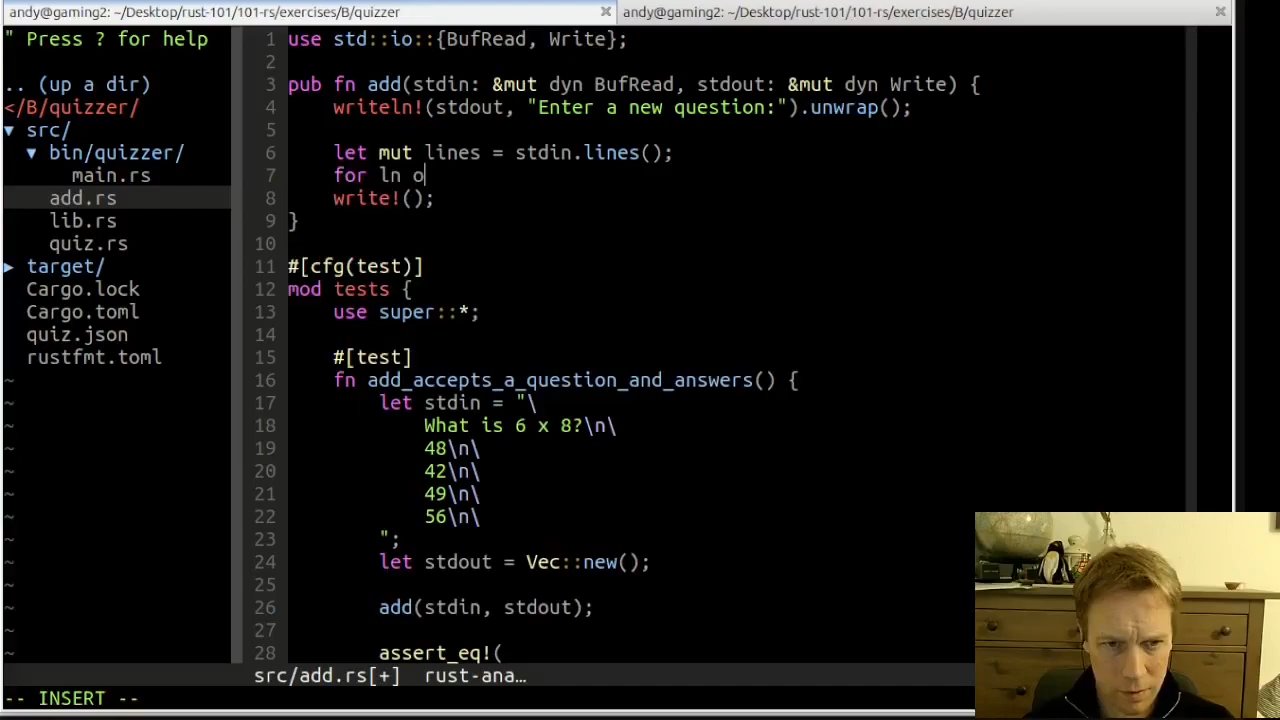 andy@gaming2: ~/Desktop/rust-101/101-rs/exercises/B/quizzer
andy@gaming2: ~/Desktop/rust-101/101-rs/exercises/B/quizzer
" Press ? for help
.. (up a dir)
</B/quizzer/
▼ src/
▼ bin/quizzer/
main.rs
add.rs
lib.rs
quiz.rs
▶ target/
Cargo.lock
Cargo.toml
quiz.json
rustfmt.toml
~
~
~
~
~
~
~
~
~
~
~
~
~
1 use std::io::{BufRead, Write};
2
3 pub fn add(stdin: &mut dyn BufRead, stdout: &mut dyn Write) {
4     writeln!(stdout, "Enter a new question:").unwrap();
5
6     let mut lines = stdin.lines();
7     for ln o
8     write!();
9 }
10
11 #[cfg(test)]
12 mod tests {
13     use super::*;
14
15     #[test]
16     fn add_accepts_a_question_and_answers() {
17         let stdin = "\
18             What is 6 x 8?\n\
19             48\n\
20             42\n\
21             49\n\
22             56\n\
23         ";
24         let stdout = Vec::new();
25
26         add(stdin, stdout);
27
28         assert_eq!(
src/add.rs[+] rust-ana…
-- INSERT --